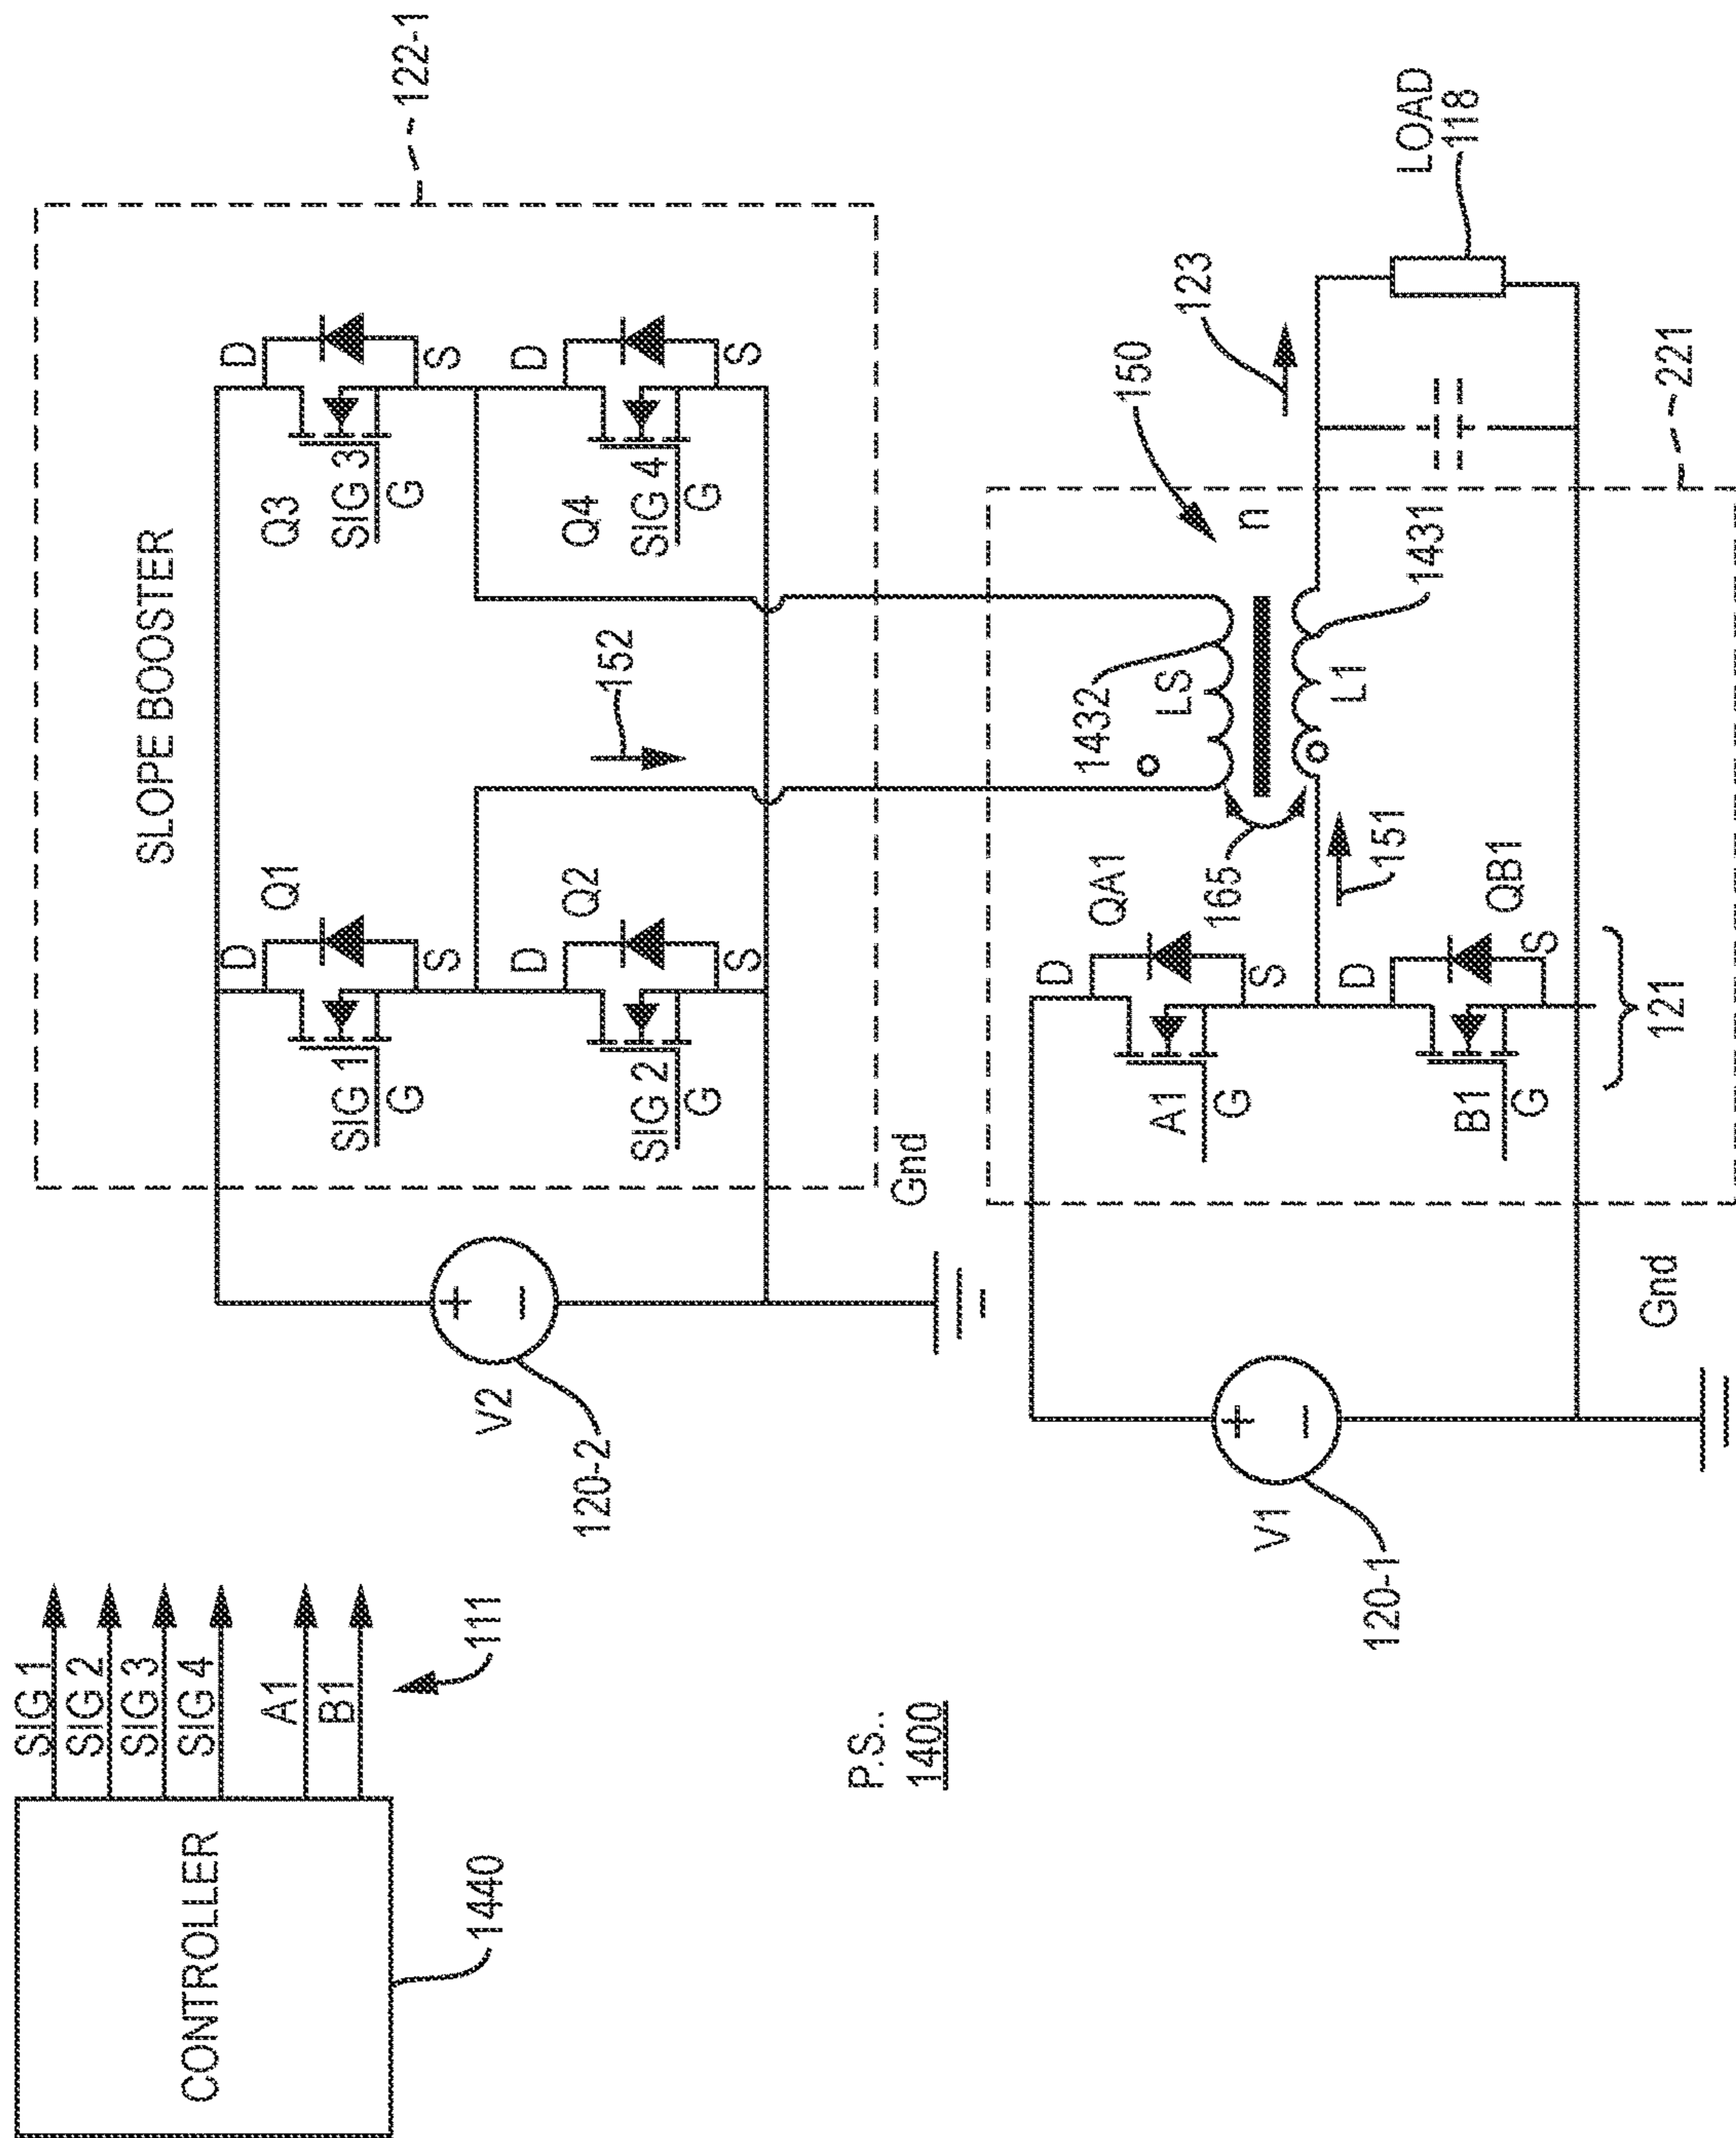 CONTROLLER
1440
SIG 1
SIG 2
SIG 3
SIG 4
A1
B1
111
P.S..
1400
SLOPE BOOSTER
122-1
V2
+
−
120-2
Gnd
Q1
D
SIG 1
G
S
Q2
D
SIG 2
G
S
Q3
D
SIG 3
G
S
Q4
D
SIG 4
G
S
152
V1
+
−
120-1
Gnd
QA1
D
A1
G
S
QB1
D
B1
G
S
121
165
151
1432
LS
L1
1431
n
150
123
LOAD
118
221